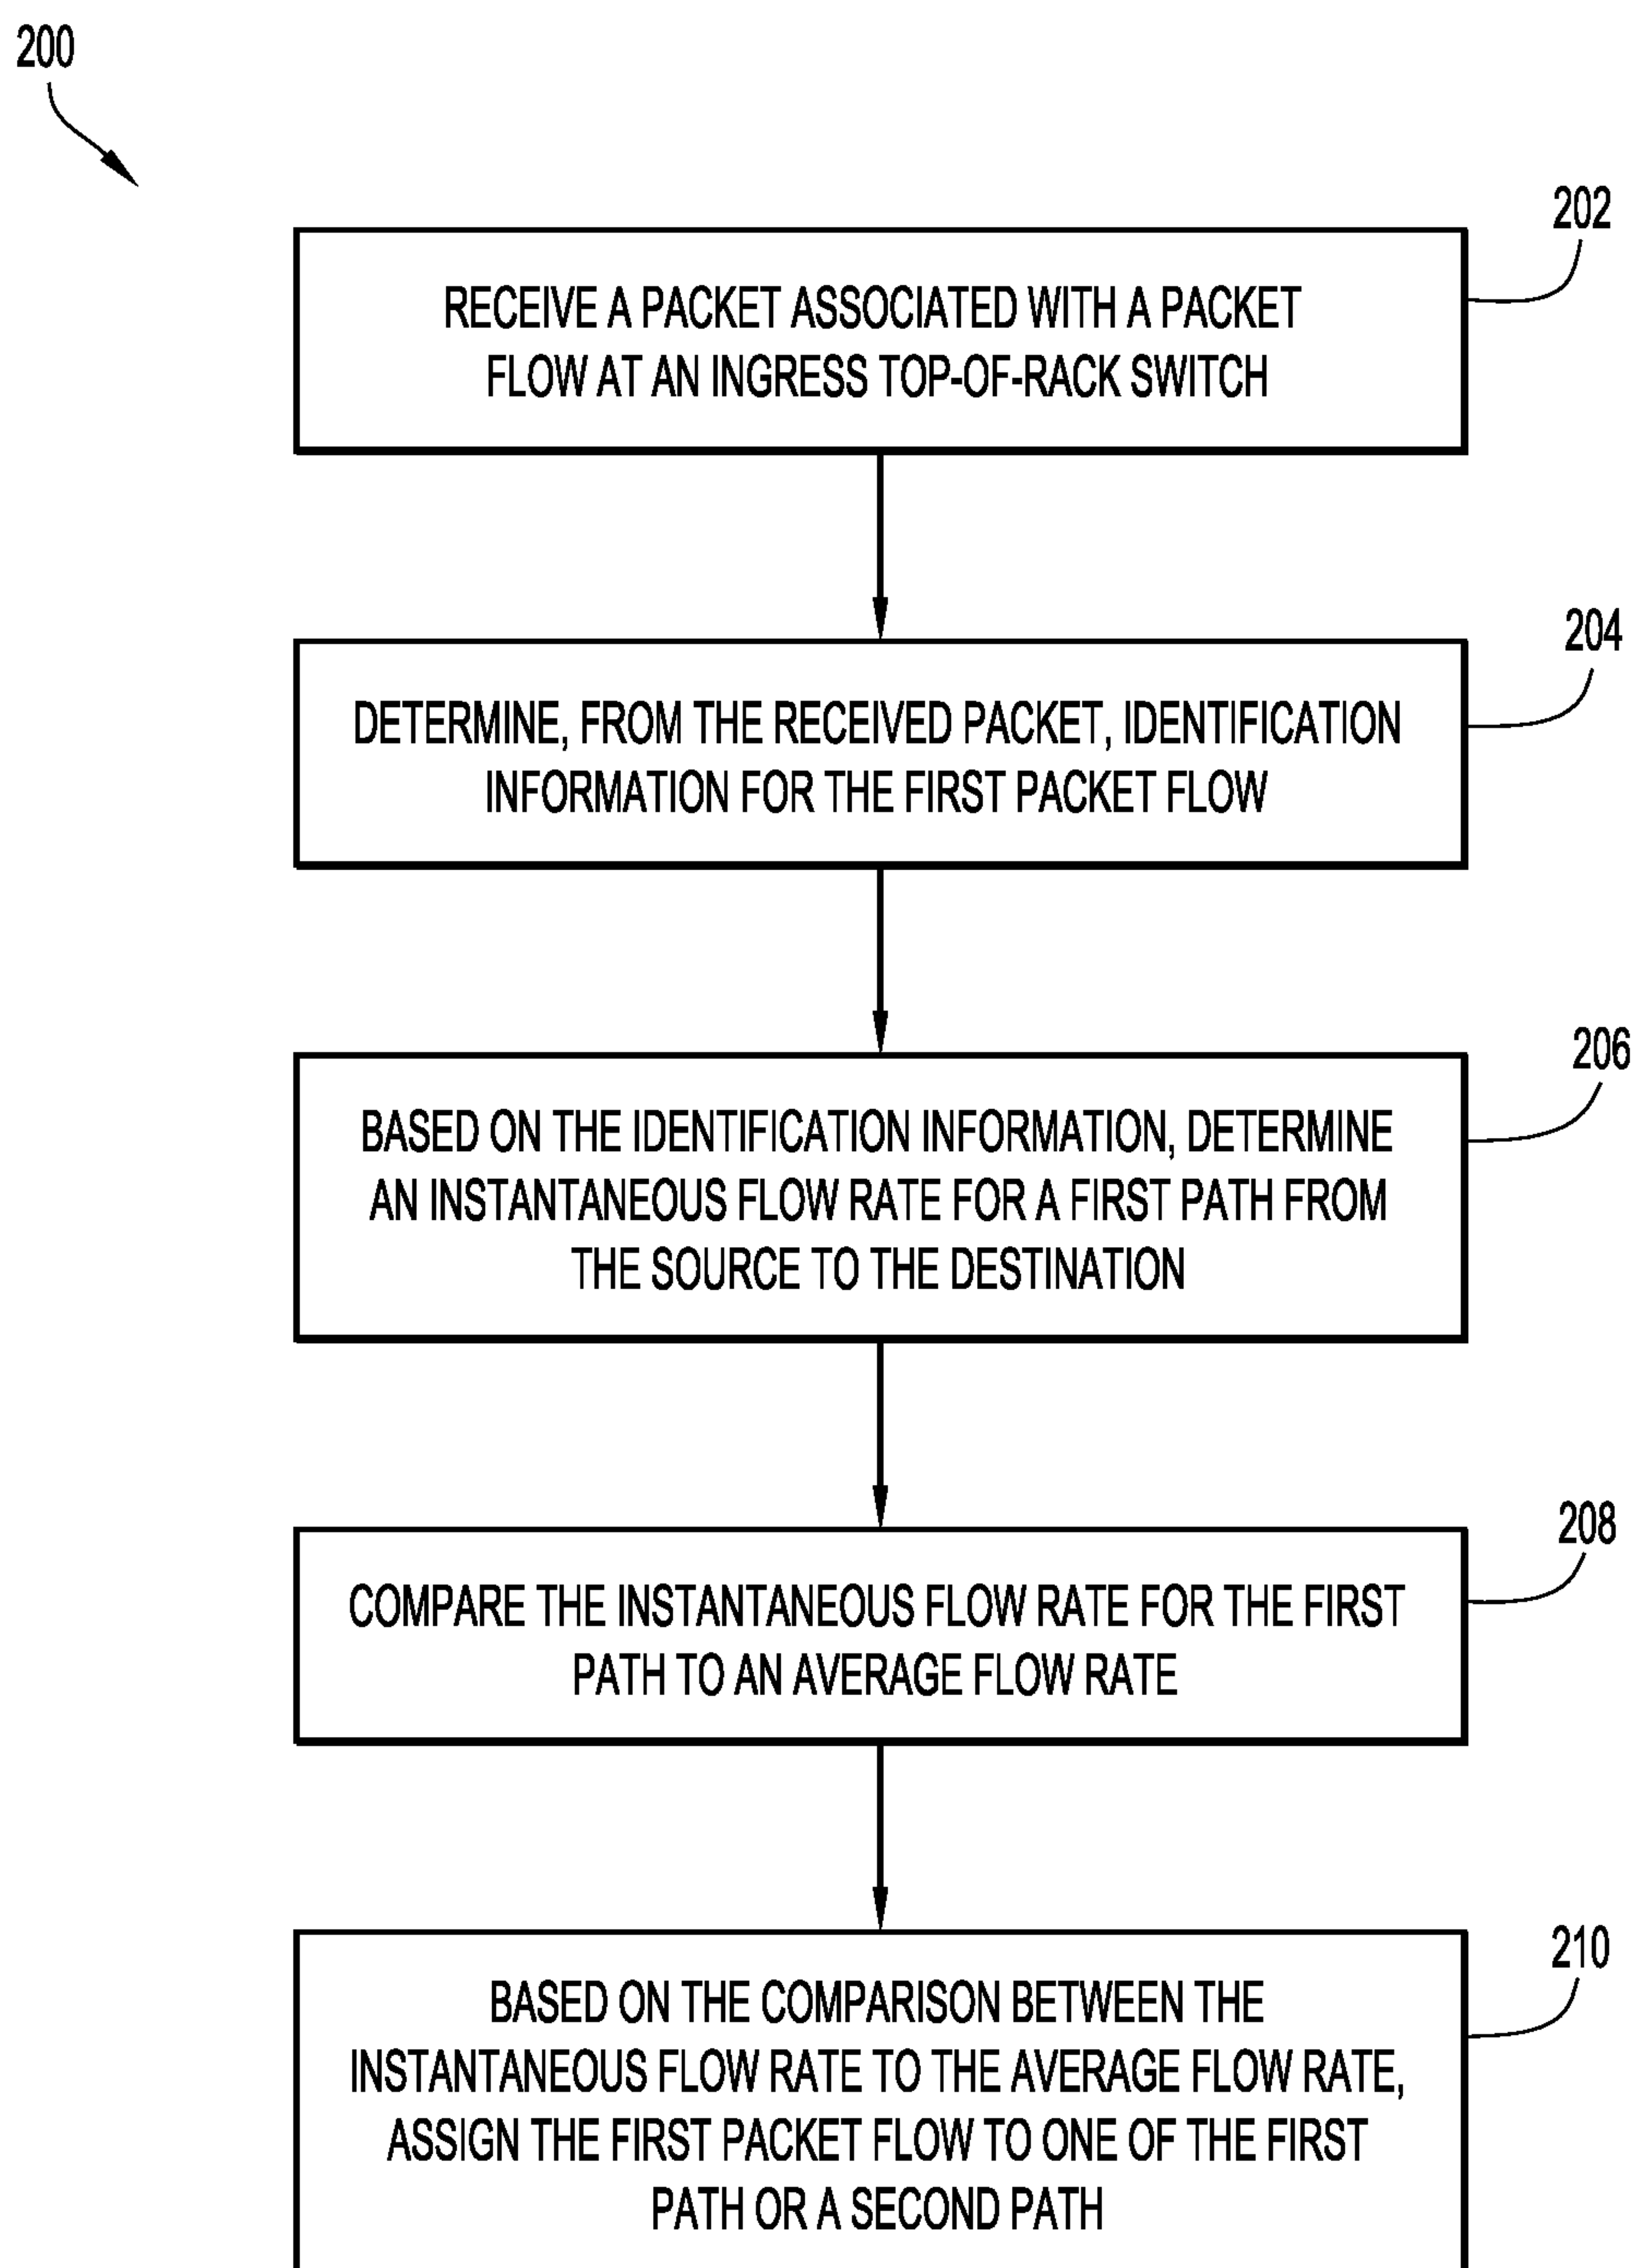 200
202
RECEIVE A PACKET ASSOCIATED WITH A PACKET
FLOW AT AN INGRESS TOP-OF-RACK SWITCH
204
DETERMINE, FROM THE RECEIVED PACKET, IDENTIFICATION
INFORMATION FOR THE FIRST PACKET FLOW
206
BASED ON THE IDENTIFICATION INFORMATION, DETERMINE
AN INSTANTANEOUS FLOW RATE FOR A FIRST PATH FROM
THE SOURCE TO THE DESTINATION
208
COMPARE THE INSTANTANEOUS FLOW RATE FOR THE FIRST
PATH TO AN AVERAGE FLOW RATE
210
BASED ON THE COMPARISON BETWEEN THE
INSTANTANEOUS FLOW RATE TO THE AVERAGE FLOW RATE,
ASSIGN THE FIRST PACKET FLOW TO ONE OF THE FIRST
PATH OR A SECOND PATH